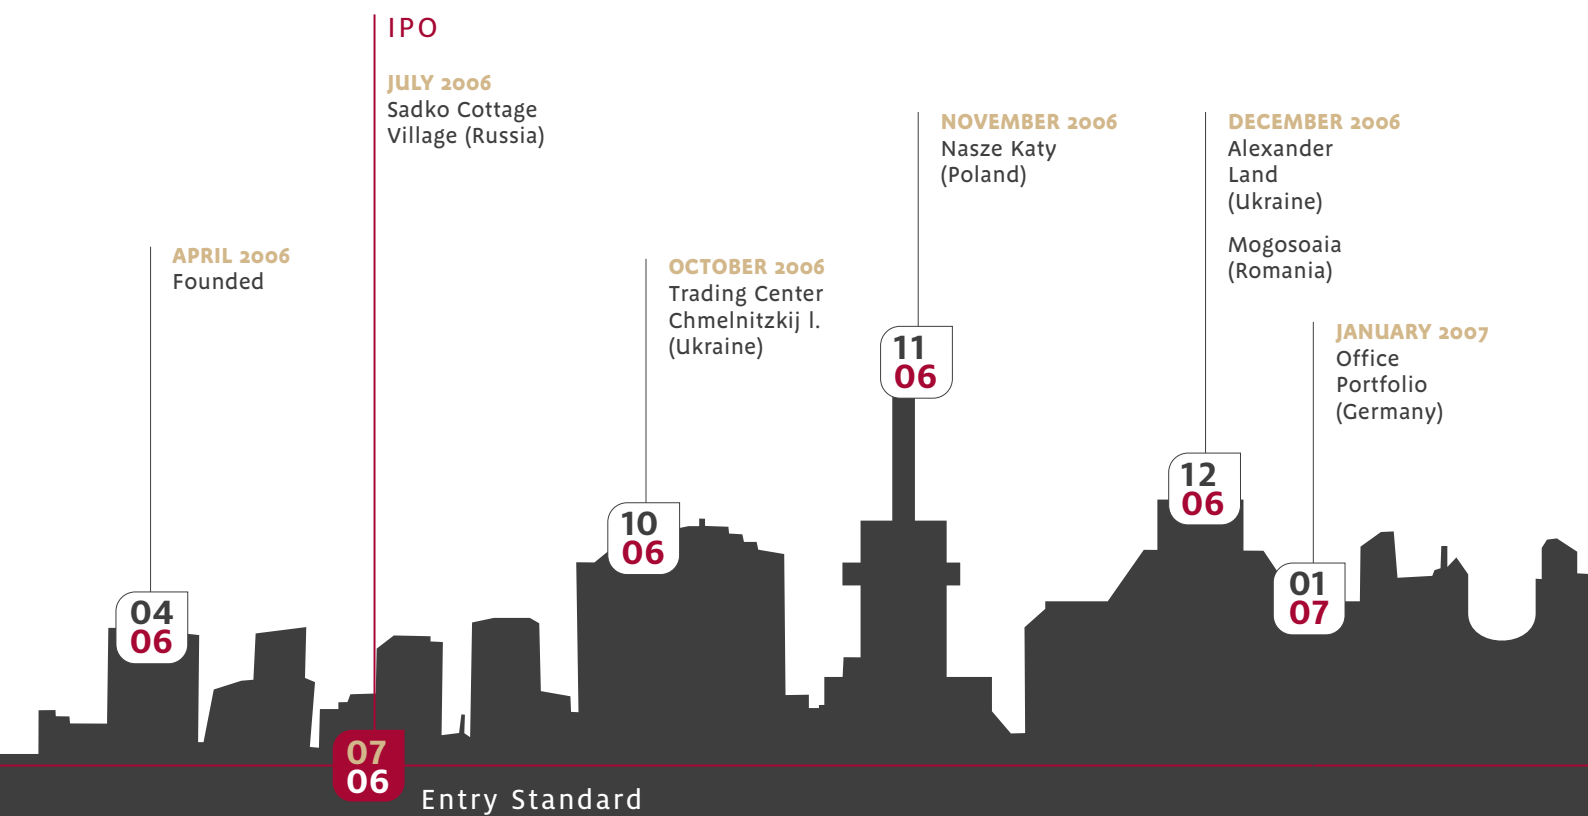 IPO
JULY 2006
Sadko Cottage
Village (Russia)
NOVEMBER 2006
Nasze Katy
(Poland)
DECEMBER 2006
Alexander
Land
(Ukraine)
Mogosoaia
(Romania)
APRIL 2006
Founded
OCTOBER 2006
Trading Center
Chmelnitzkij l.
(Ukraine)
JANUARY 2007
Office
Portfolio
(Germany)
11
06
12
06
10
06
01
07
04
06
07
06
Entry Standard